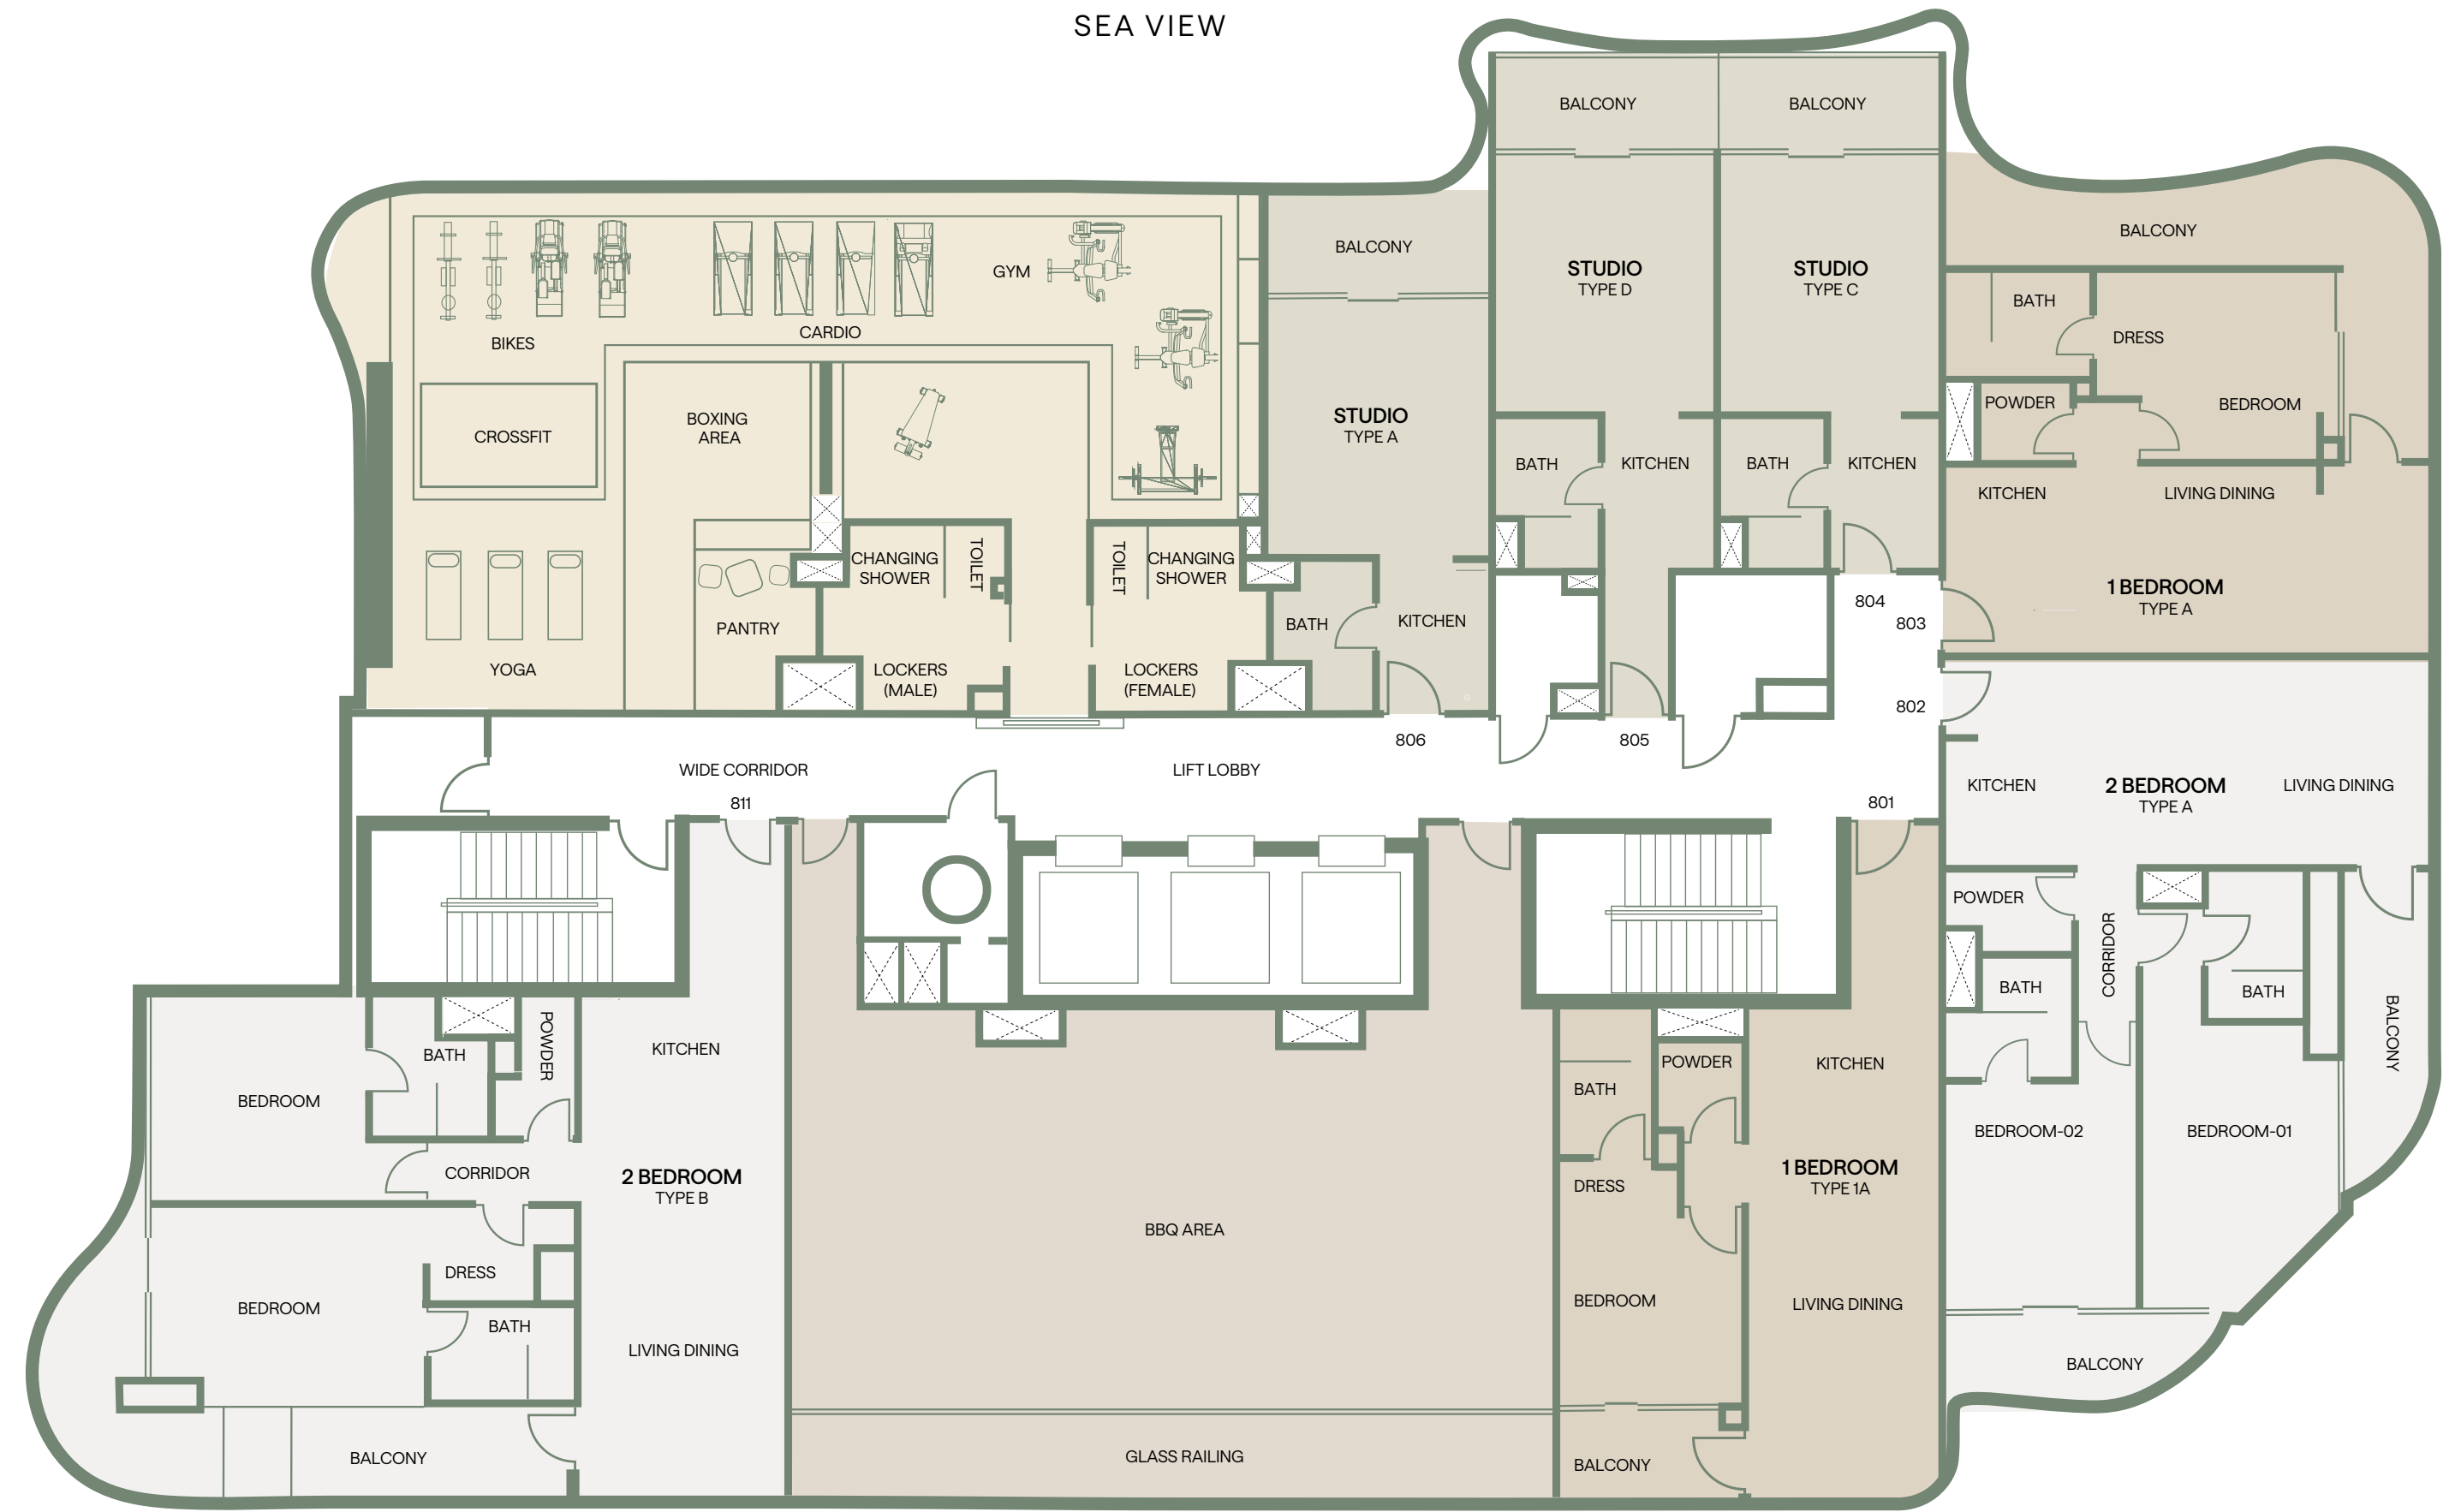 SEA VIEW
BALCONY
BALCONY
BALCONY
BALCONY
STUDIO
TYPE D
STUDIO
TYPE C
GYM
BIKES
CARDIO
BATH
DRESS
POWDER
BEDROOM
STUDIO
TYPE A
CROSSFIT
BOXING
AREA
BATH
KITCHEN
BATH
KITCHEN
KITCHEN
LIVING DINING
CHANGING
SHOWER
TOILET
TOILET
CHANGING
SHOWER
1 BEDROOM
TYPE A
804
803
PANTRY
BATH
KITCHEN
YOGA
LOCKERS
(MALE)
LOCKERS
(FEMALE)
802
806
805
WIDE CORRIDOR
LIFT LOBBY
811
801
KITCHEN
2 BEDROOM
TYPE A
LIVING DINING
POWDER
CORRIDOR
BATH
BATH
BALCONY
BEDROOM-02
BEDROOM-01
BALCONY
BEDROOM
BATH
POWDER
KITCHEN
CORRIDOR
2 BEDROOM
TYPE B
DRESS
BEDROOM
BATH
LIVING DINING
BALCONY
BBQ AREA
GLASS RAILING
POWDER
BATH
KITCHEN
DRESS
1 BEDROOM
TYPE 1A
BEDROOM
LIVING DINING
BALCONY